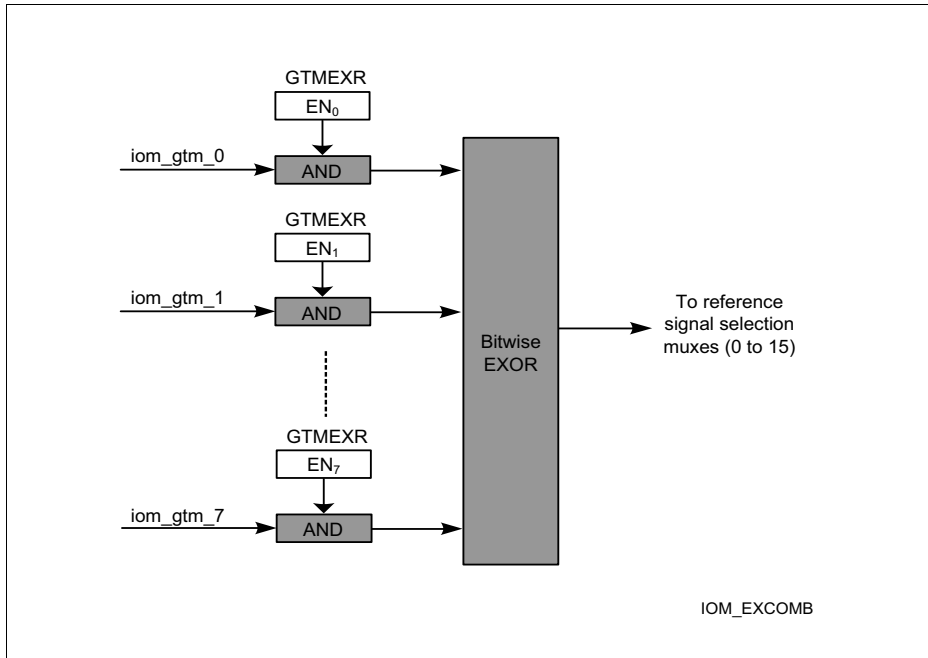 GTMEXR
EN₀
iom_gtm_0
AND
GTMEXR
EN₁
iom_gtm_1
AND
To reference
signal selection
muxes (0 to 15)
Bitwise
EXOR
GTMEXR
EN₇
iom_gtm_7
AND
IOM_EXCOMB